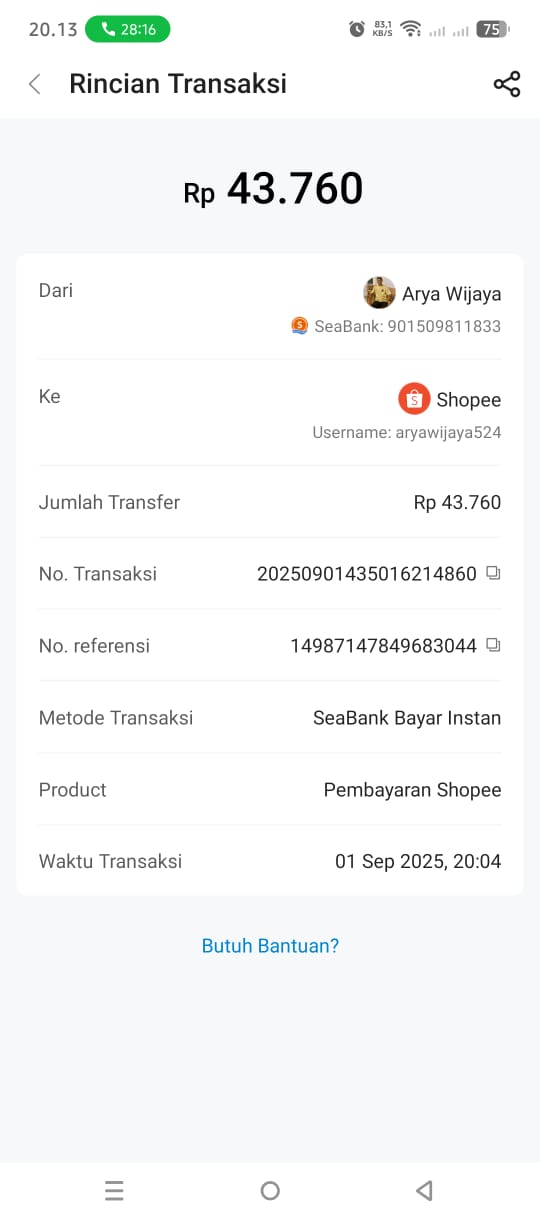 20.13 28:16 83,1 KB/S 75
Rincian Transaksi
Rp 43.760
Dari Arya Wijaya
SeaBank: 901509811833
Ke Shopee
Username: aryawijaya524
Jumlah Transfer Rp 43.760
No. Transaksi 20250901435016214860
No. referensi 14987147849683044
Metode Transaksi SeaBank Bayar Instan
Product Pembayaran Shopee
Waktu Transaksi 01 Sep 2025, 20:04
Butuh Bantuan?